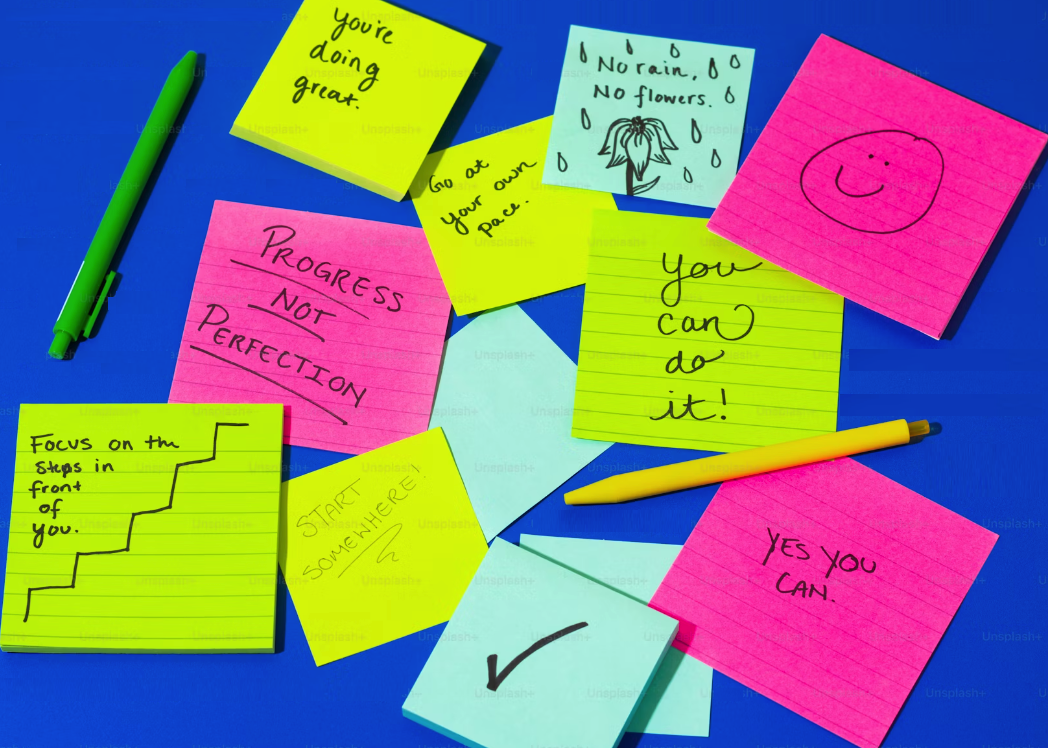 you're
doing
great.
No rain,
No flowers.
Go at
your own
pace.
PROGRESS
NOT
PERFECTION
You
can
do
it!
Focus on the
steps in
front
of
you.
START
SOMEWHERE!
YES YOU
CAN.
Unsplash+